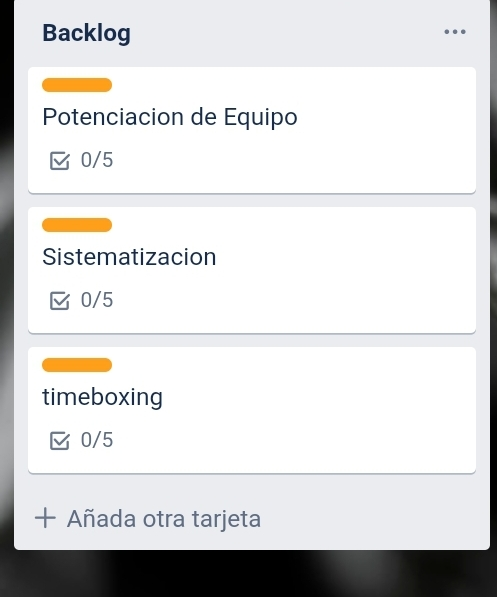 Backlog
Potenciacion de Equipo
0/5
Sistematizacion
0/5
timeboxing
0/5
Añada otra tarjeta